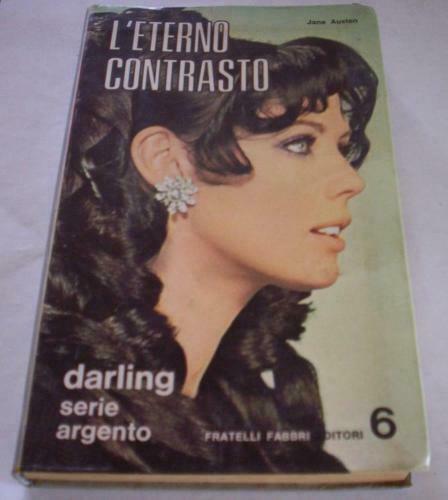 Jane Austen
L'ETERNO
CONTRASTO
darling
serie
argento
FRATELLI FABBRI EDITORI 6